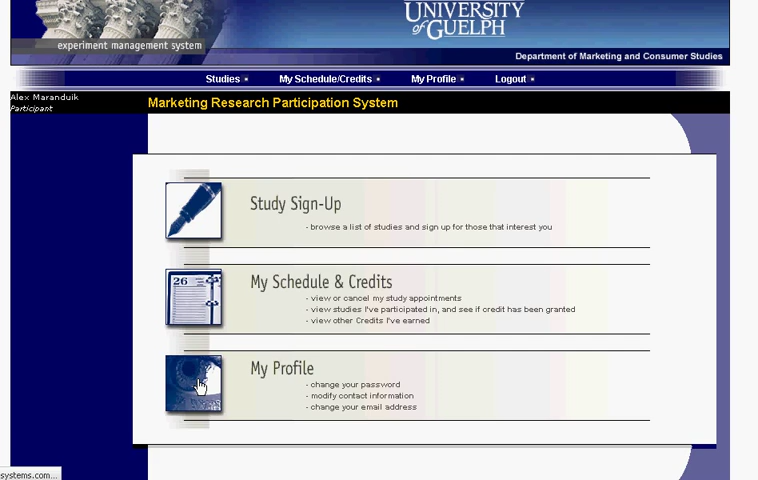 UNIVERSITY
of GUELPH
experiment management system
Department of Marketing and Consumer Studies
Studies My Schedule/Credits My Profile Logout
Alex Maranduik
Participant
Marketing Research Participation System
Study Sign-Up
- browse a list of studies and sign up for those that interest you
26
My Schedule & Credits
- view or cancel my study appointments
- view studies I've participated in, and see if credit has been granted
- view other Credits I've earned
My Profile
- change your password
- modify contact information
- change your email address
systems.com...